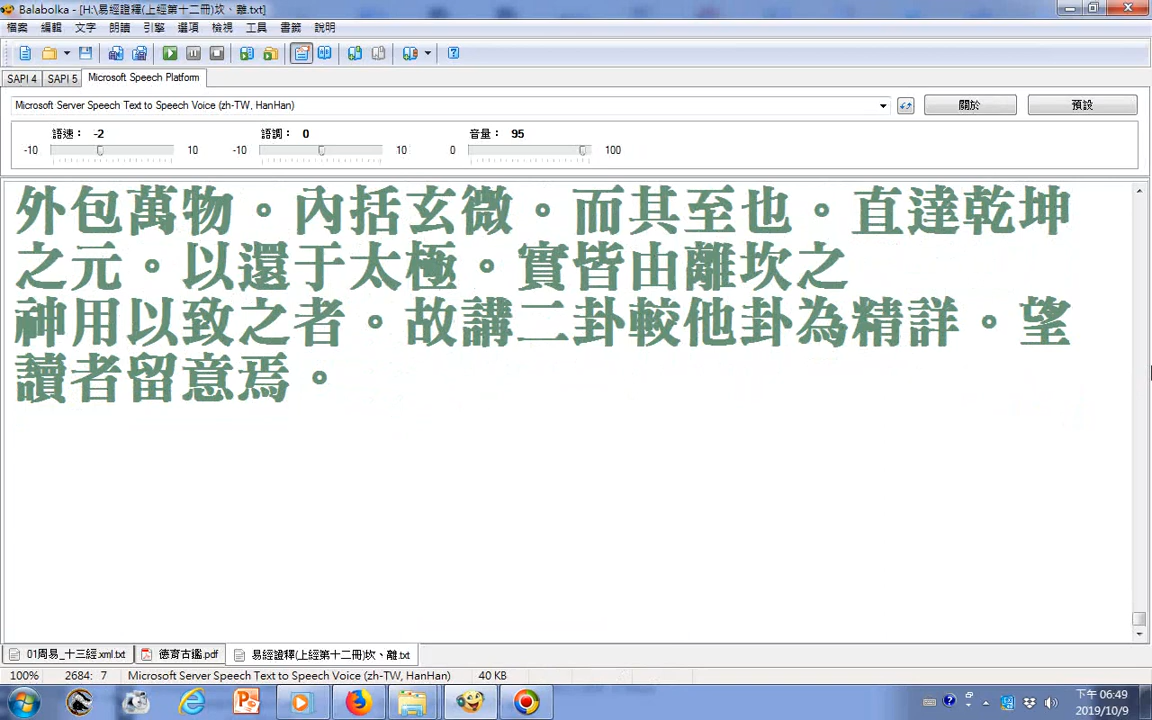 Balabolka - [H:\易經證釋(上經第十二冊)坎、離.txt]
檔案 編輯 文字 朗讀 引擎 選項 檢視 工具 書籤 說明
SAPI 4 SAPI 5 Microsoft Speech Platform
Microsoft Server Speech Text to Speech Voice (zh-TW, HanHan) 關於 預設
語速： -2 語調： 0 音量： 95
-10 10 -10 10 0 100
外包萬物。內括玄微。而其至也。直達乾坤
之元。以還于太極。實皆由離坎之
神用以致之者。故講二卦較他卦為精詳。望
讀者留意焉。
01周易_十三經.xml.txt 德育古鑑.pdf 易經證釋(上經第十二冊)坎、離.txt
100% 2684: 7 Microsoft Server Speech Text to Speech Voice (zh-TW, HanHan) 40 KB
下午 06:49
2019/10/9